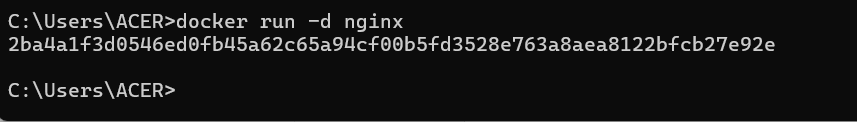 C:\Users\ACER>docker run -d nginx
2ba4a1f3d0546ed0fb45a62c65a94cf00b5fd3528e763a8aea8122bfcb27e92e
C:\Users\ACER>